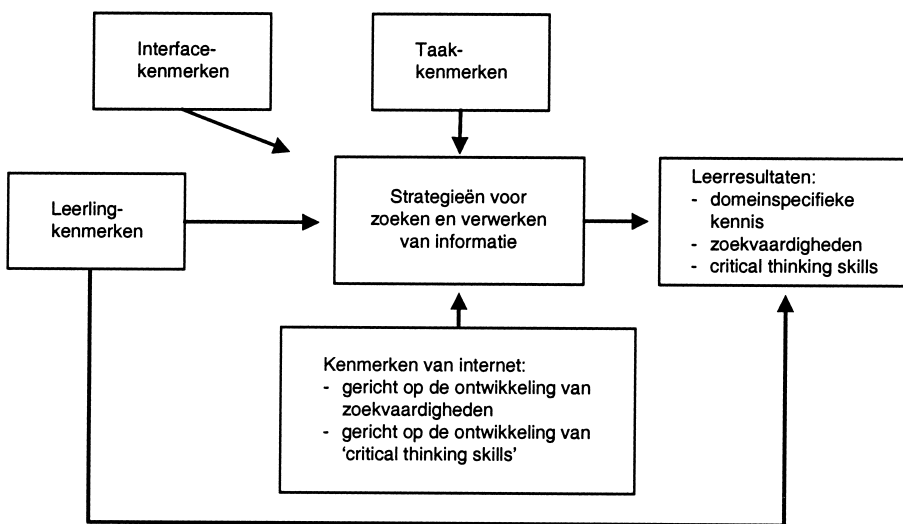 Interface-
kenmerken
Taak-
kenmerken
Leerling-
kenmerken
Strategieën voor
zoeken en verwerken
van informatie
Leerresultaten:
- domeinspecifieke
kennis
- zoekvaardigheden
- critical thinking skills
Kenmerken van internet:
- gericht op de ontwikkeling van
zoekvaardigheden
- gericht op de ontwikkeling van
‘critical thinking skills’